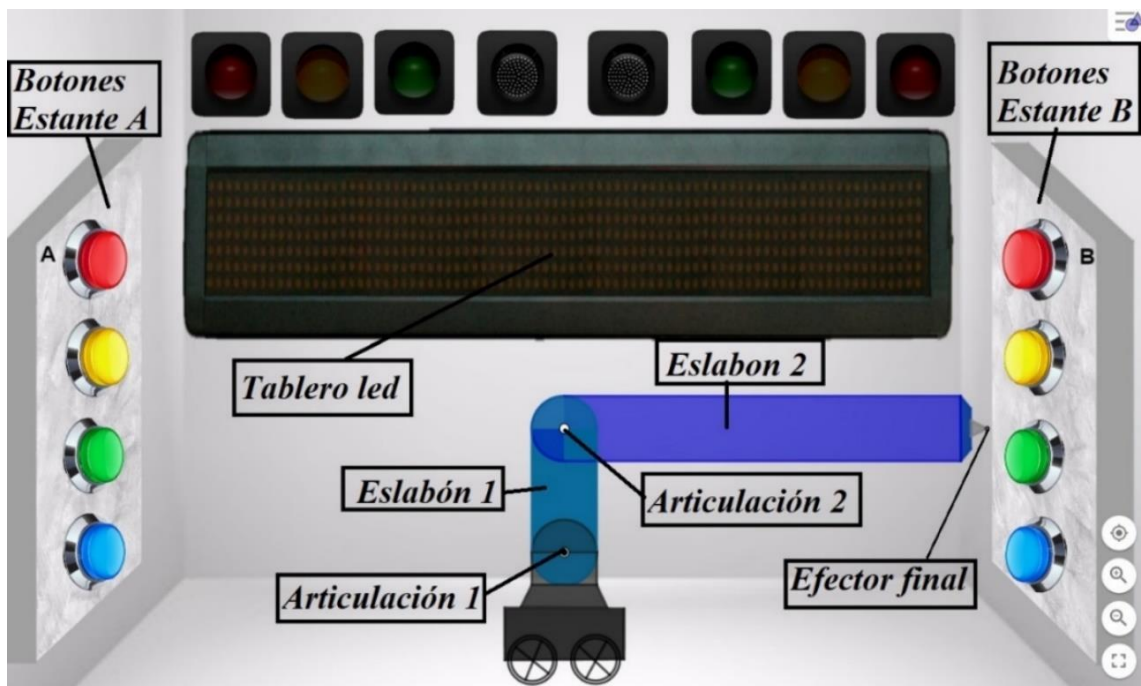 Botones
Estante A
Botones
Estante B
A
B
Tablero led
Eslabon 2
Eslabón 1
Articulación 2
Articulación 1
Efector final